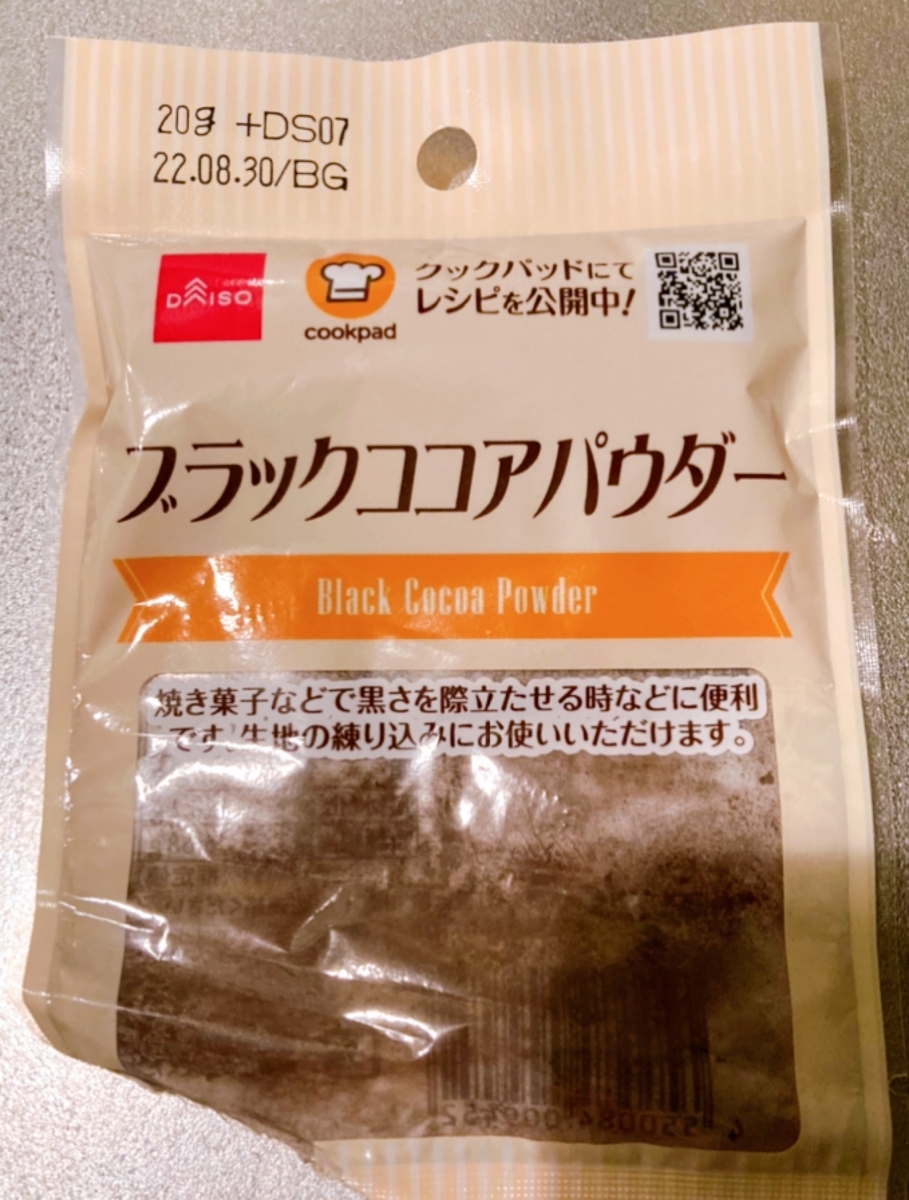 20g +DS07
22.08.30/BG
DAISO
cookpad
クックパッドにて
レシピを公開中!
ブラックココアパウダー
Black Cocoa Powder
焼き菓子などで黒さを際立たせる時などに便利
です。生地の練り込みにお使いいただけます。